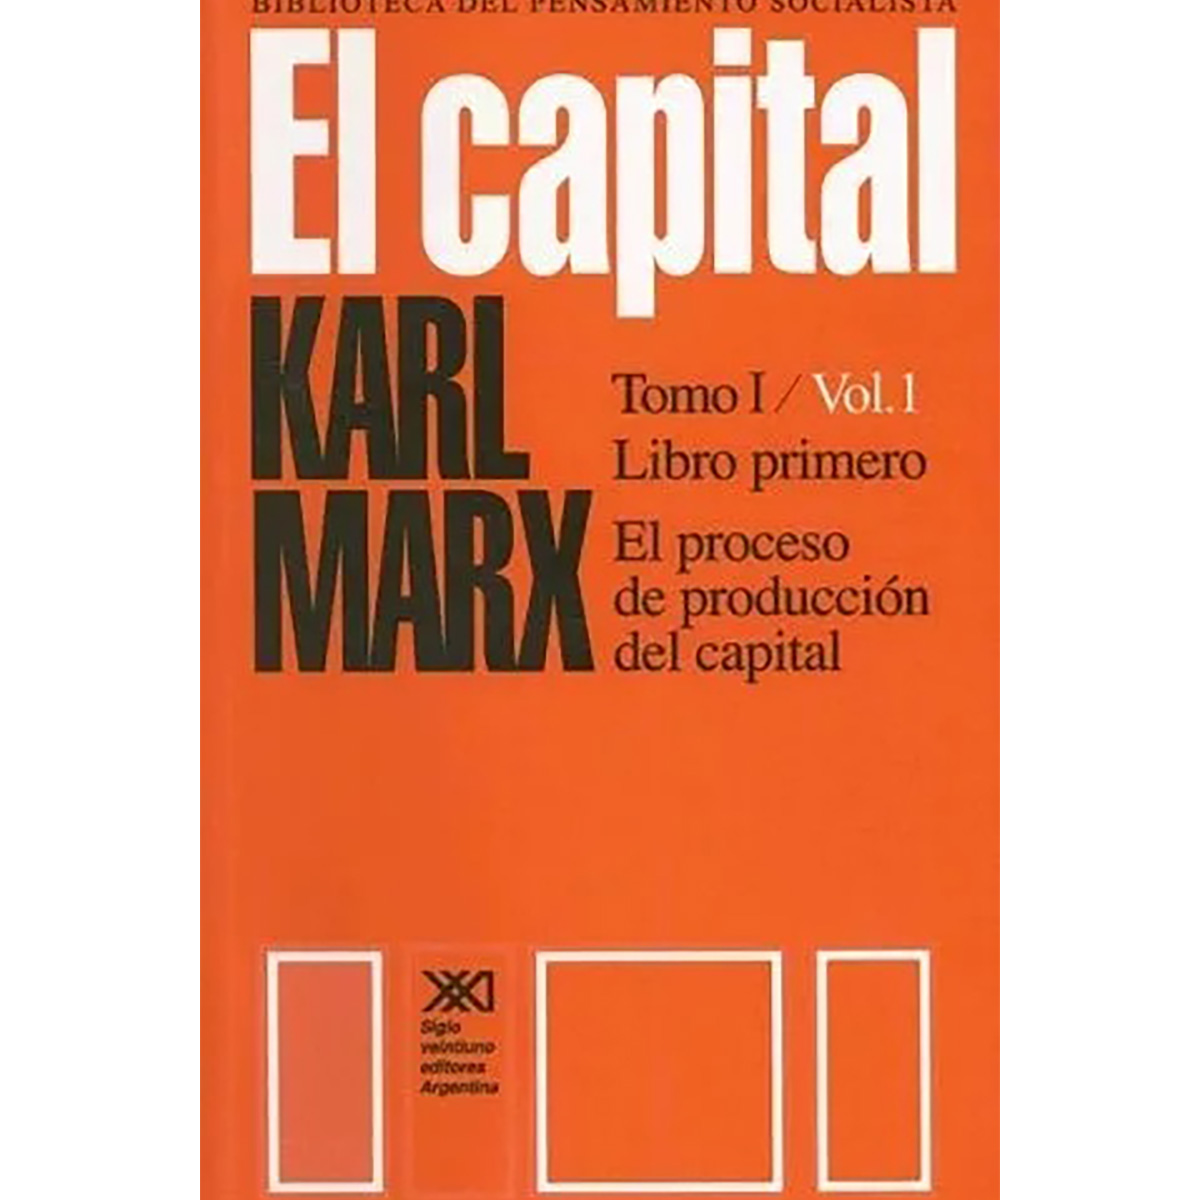 BIBLIOTECA DEL PENSAMIENTO SOCIALISTA
El capital
KARL
MARX
Tomo I / Vol. 1
Libro primero
El proceso
de producción
del capital
XXI
Siglo
veintiuno
editores
Argentina